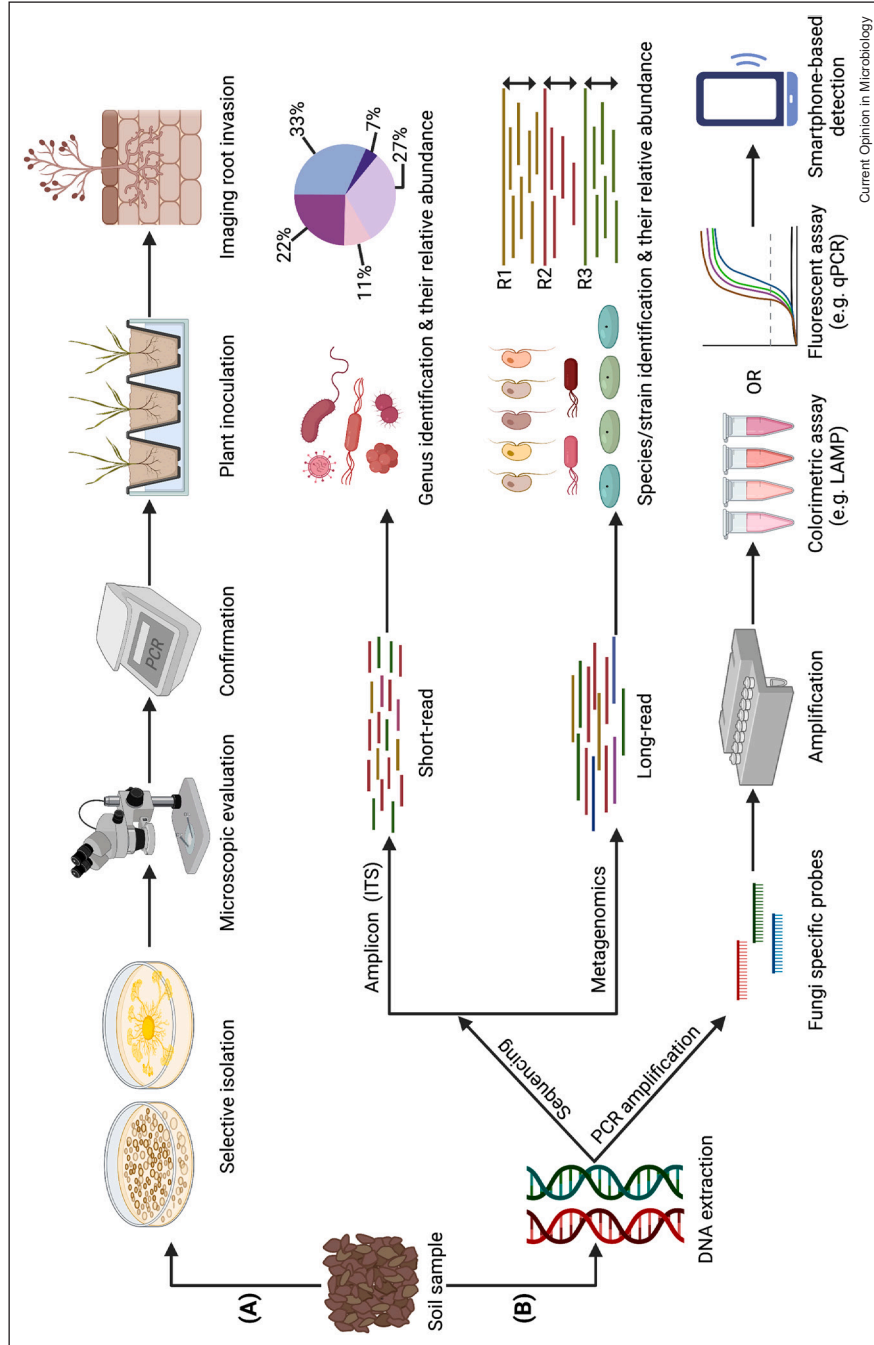 (A)
Selective isolation
Microscopic evaluation
PCR
Confirmation
Plant inoculation
Imaging root invasion
Soil sample
(B)
DNA extraction
Sequencing
Amplicon (ITS)
Short-read
22%
33%
7%
11%
27%
Genus identification & their relative abundance
Metagenomics
Long-read
R1
R2
R3
Species/strain identification & their relative abundance
PCR amplification
Fungi specific probes
Amplification
Colorimetric assay
(e.g. LAMP)
OR
Fluorescent assay
(e.g. qPCR)
Smartphone-based
detection
Current Opinion in Microbiology